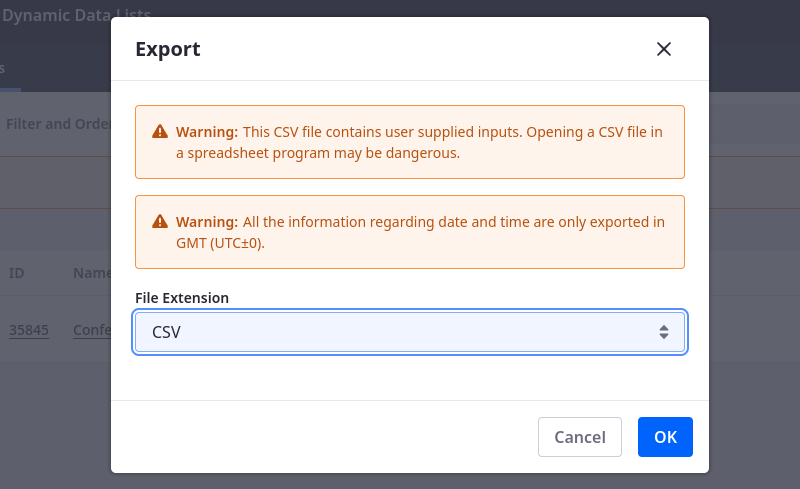 Dynamic Data Lists
Export
s
Filter and Order
Warning: This CSV file contains user supplied inputs. Opening a CSV file in
a spreadsheet program may be dangerous.
Warning: All the information regarding date and time are only exported in
GMT (UTC±0).
ID Name
File Extension
35845 Confe
CSV
Cancel OK